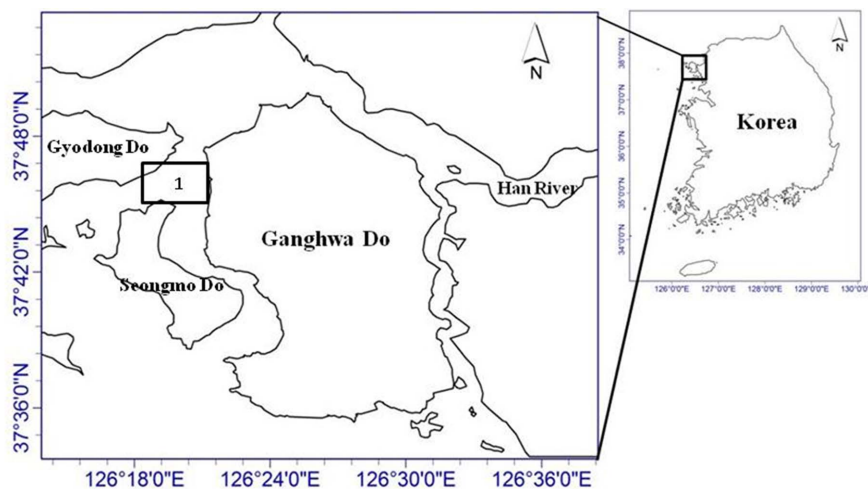 N
Gyodong Do
1
Han River
Ganghwa Do
Seongmo Do
37°48'0"N
37°42'0"N
37°36'0"N
126°18'0"E
126°24'0"E
126°30'0"E
126°36'0"E
N
Korea
38°0'0"N
37°0'0"N
36°0'0"N
35°0'0"N
34°0'0"N
126°0'0"E
127°0'0"E
128°0'0"E
129°0'0"E
130°0'